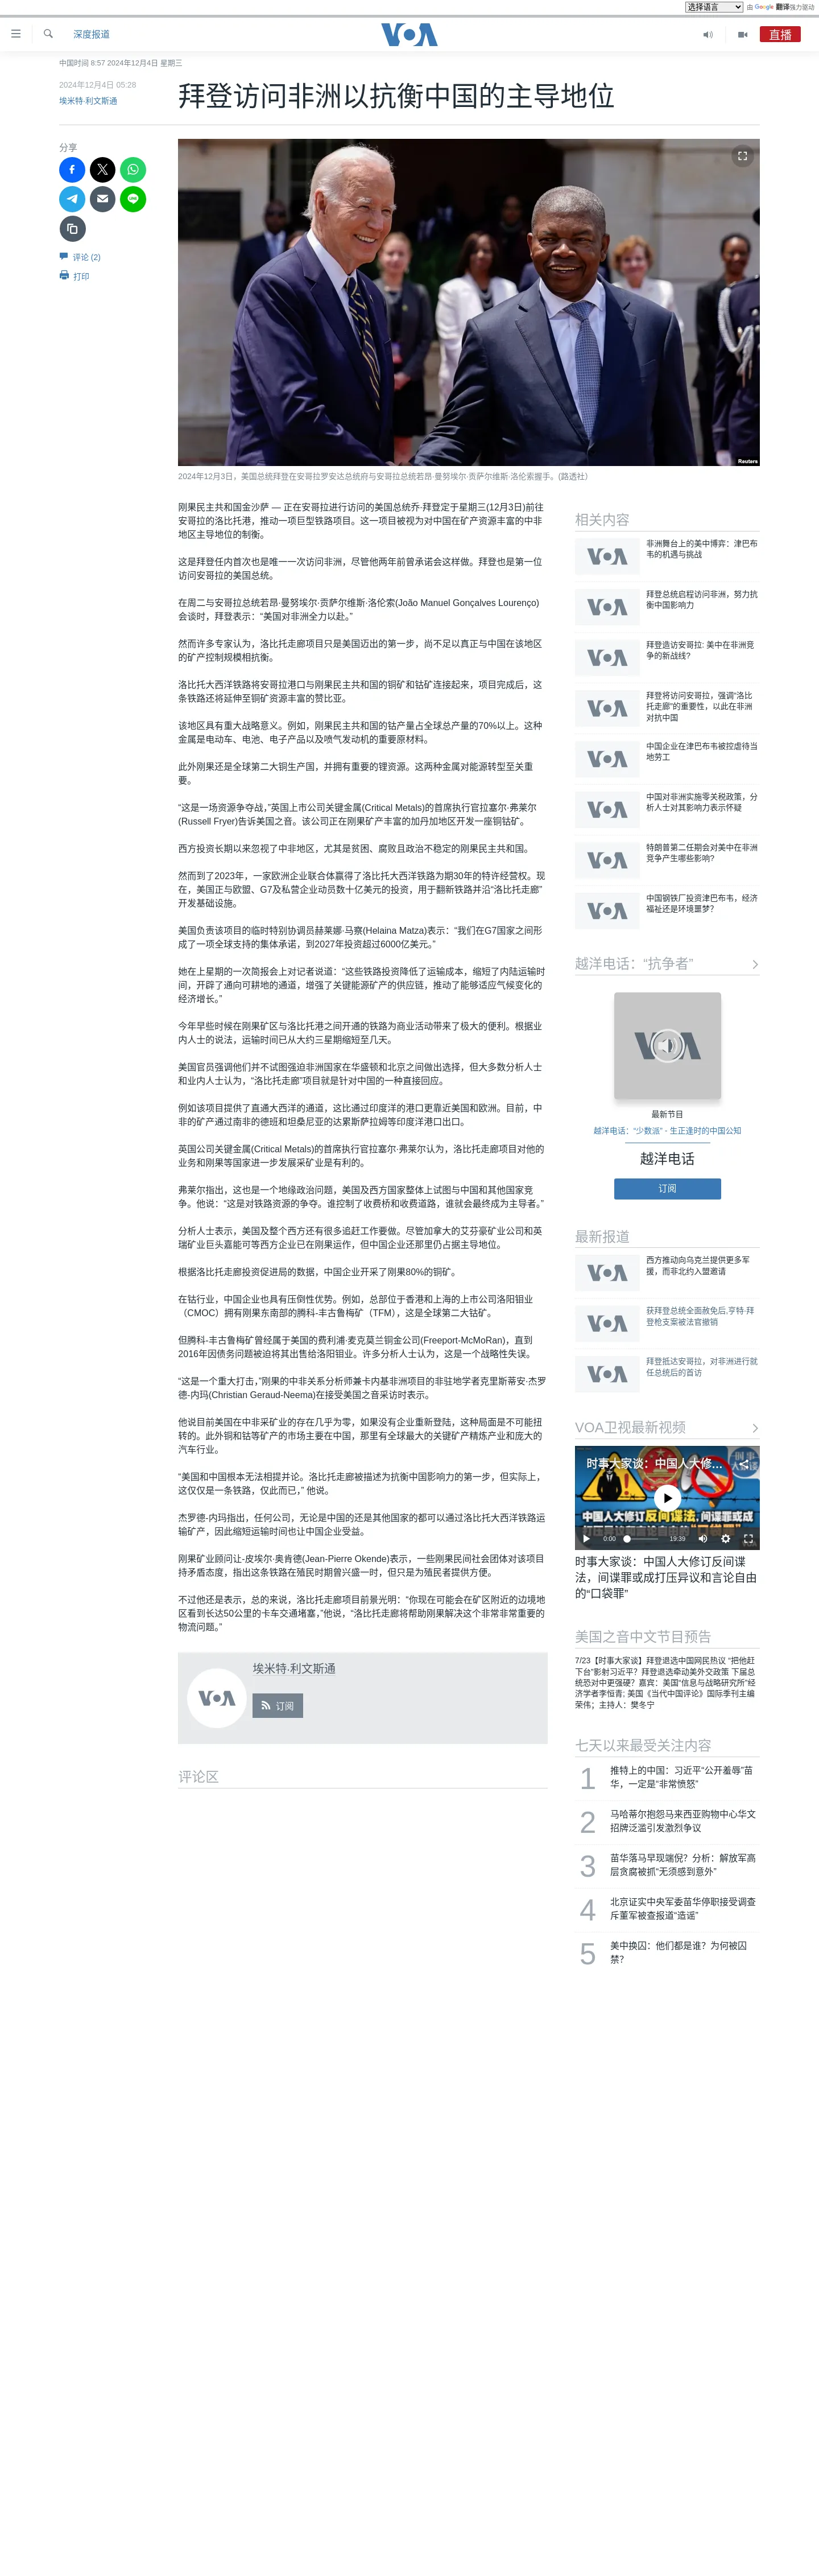 选择语言
由 Google 翻译强力驱动
深度报道
VOA
直播
中国时间 8:57 2024年12月4日 星期三
2024年12月4日 05:28
埃米特·利文斯通
拜登访问非洲以抗衡中国的主导地位
分享
评论 (2)
打印
Reuters
2024年12月3日，美国总统拜登在安哥拉罗安达总统府与安哥拉总统若昂·曼努埃尔·贡萨尔维斯·洛伦索握手。(路透社)
刚果民主共和国金沙萨 — 正在安哥拉进行访问的美国总统乔·拜登定于星期三(12月3日)前往
安哥拉的洛比托港，推动一项巨型铁路项目。这一项目被视为对中国在矿产资源丰富的中非
地区主导地位的制衡。
这是拜登任内首次也是唯一一次访问非洲，尽管他两年前曾承诺会这样做。拜登也是第一位
访问安哥拉的美国总统。
在周二与安哥拉总统若昂·曼努埃尔·贡萨尔维斯·洛伦索(João Manuel Gonçalves Lourenço)
会谈时，拜登表示：“美国对非洲全力以赴。”
然而许多专家认为，洛比托走廊项目只是美国迈出的第一步，尚不足以真正与中国在该地区
的矿产控制规模相抗衡。
洛比托大西洋铁路将安哥拉港口与刚果民主共和国的铜矿和钴矿连接起来，项目完成后，这
条铁路还将延伸至铜矿资源丰富的赞比亚。
该地区具有重大战略意义。例如，刚果民主共和国的钴产量占全球总产量的70%以上。这种
金属是电动车、电池、电子产品以及喷气发动机的重要原材料。
此外刚果还是全球第二大铜生产国，并拥有重要的锂资源。这两种金属对能源转型至关重
要。
“这是一场资源争夺战，”英国上市公司关键金属(Critical Metals)的首席执行官拉塞尔·弗莱尔
(Russell Fryer)告诉美国之音。该公司正在刚果矿产丰富的加丹加地区开发一座铜钴矿。
西方投资长期以来忽视了中非地区，尤其是贫困、腐败且政治不稳定的刚果民主共和国。
然而到了2023年，一家欧洲企业联合体赢得了洛比托大西洋铁路为期30年的特许经营权。现
在，美国正与欧盟、G7及私营企业动员数十亿美元的投资，用于翻新铁路并沿“洛比托走廊”
开发基础设施。
美国负责该项目的临时特别协调员赫莱娜·马察(Helaina Matza)表示：“我们在G7国家之间形
成了一项全球支持的集体承诺，到2027年投资超过6000亿美元。”
她在上星期的一次简报会上对记者说道：“这些铁路投资降低了运输成本，缩短了内陆运输时
间，开辟了通向可耕地的通道，增强了关键能源矿产的供应链，推动了能够适应气候变化的
经济增长。”
今年早些时候在刚果矿区与洛比托港之间开通的铁路为商业活动带来了极大的便利。根据业
内人士的说法，运输时间已从大约三星期缩短至几天。
美国官员强调他们并不试图强迫非洲国家在华盛顿和北京之间做出选择，但大多数分析人士
和业内人士认为，“洛比托走廊”项目就是针对中国的一种直接回应。
例如该项目提供了直通大西洋的通道，这比通过印度洋的港口更靠近美国和欧洲。目前，中
非的矿产通过南非的德班和坦桑尼亚的达累斯萨拉姆等印度洋港口出口。
英国公司关键金属(Critical Metals)的首席执行官拉塞尔·弗莱尔认为，洛比托走廊项目对他的
业务和刚果等国家进一步发展采矿业是有利的。
弗莱尔指出，这也是一个地缘政治问题，美国及西方国家整体上试图与中国和其他国家竞
争。他说：“这是对铁路资源的争夺。谁控制了收费桥和收费道路，谁就会最终成为主导者。”
分析人士表示，美国及整个西方还有很多追赶工作要做。尽管加拿大的艾芬豪矿业公司和英
瑞矿业巨头嘉能可等西方企业已在刚果运作，但中国企业还那里仍占据主导地位。
根据洛比托走廊投资促进局的数据，中国企业开采了刚果80%的铜矿。
在钴行业，中国企业也具有压倒性优势。例如，总部位于香港和上海的上市公司洛阳钼业
（CMOC）拥有刚果东南部的腾科-丰古鲁梅矿（TFM），这是全球第二大钴矿。
但腾科-丰古鲁梅矿曾经属于美国的费利浦·麦克莫兰铜金公司(Freeport-McMoRan)，直到
2016年因债务问题被迫将其出售给洛阳钼业。许多分析人士认为，这是一个战略性失误。
“这是一个重大打击，”刚果的中非关系分析师兼卡内基非洲项目的非驻地学者克里斯蒂安·杰罗
德-内玛(Christian Geraud-Neema)在接受美国之音采访时表示。
他说目前美国在中非采矿业的存在几乎为零，如果没有企业重新登陆，这种局面是不可能扭
转的。此外铜和钴等矿产的市场主要在中国，那里有全球最大的关键矿产精炼产业和庞大的
汽车行业。
“美国和中国根本无法相提并论。洛比托走廊被描述为抗衡中国影响力的第一步，但实际上，
这仅仅是一条铁路，仅此而已，” 他说。
杰罗德-内玛指出，任何公司，无论是中国的还是其他国家的都可以通过洛比托大西洋铁路运
输矿产，因此缩短运输时间也让中国企业受益。
刚果矿业顾问让-皮埃尔·奥肯德(Jean-Pierre Okende)表示，一些刚果民间社会团体对该项目
持矛盾态度，指出这条铁路在殖民时期曾兴盛一时，但只是为殖民者提供方便。
不过他还是表示，总的来说，洛比托走廊项目前景光明：“你现在可能会在矿区附近的边境地
区看到长达50公里的卡车交通堵塞，”他说，“洛比托走廊将帮助刚果解决这个非常非常重要的
物流问题。”
埃米特·利文斯通
订阅
评论区
相关内容
非洲舞台上的美中博弈：津巴布
韦的机遇与挑战
拜登总统启程访问非洲，努力抗
衡中国影响力
拜登造访安哥拉: 美中在非洲竞
争的新战线?
拜登将访问安哥拉，强调“洛比
托走廊”的重要性，以此在非洲
对抗中国
中国企业在津巴布韦被控虐待当
地劳工
中国对非洲实施零关税政策，分
析人士对其影响力表示怀疑
特朗普第二任期会对美中在非洲
竞争产生哪些影响?
中国钢铁厂投资津巴布韦，经济
福祉还是环境噩梦？
越洋电话：“抗争者”
最新节目
越洋电话：“少数派” - 生正逢时的中国公知
越洋电话
订阅
最新报道
西方推动向乌克兰提供更多军
援，而非北约入盟邀请
获拜登总统全面赦免后,亨特·拜
登枪支案被法官撤销
拜登抵达安哥拉，对非洲进行就
任总统后的首访
VOA卫视最新视频
时事大家谈：中国人大修...
中国人大修订反间谍法，间谍罪或成
0:00
19:39
时事大家谈：中国人大修订反间谍
法，间谍罪或成打压异议和言论自由
的“口袋罪”
美国之音中文节目预告
7/23【时事大家谈】拜登退选中国网民热议 “把他赶
下台”影射习近平？拜登退选牵动美外交政策 下届总
统恐对中更强硬？嘉宾：美国“信息与战略研究所”经
济学者李恒青; 美国《当代中国评论》国际季刊主编
荣伟；主持人：樊冬宁
七天以来最受关注内容
1 推特上的中国：习近平“公开羞辱”苗
华，一定是“非常愤怒”
2 马哈蒂尔抱怨马来西亚购物中心华文
招牌泛滥引发激烈争议
3 苗华落马早现端倪？分析：解放军高
层贪腐被抓“无须感到意外”
4 北京证实中央军委苗华停职接受调查
斥董军被查报道“造谣”
5 美中换囚：他们都是谁？为何被囚
禁？